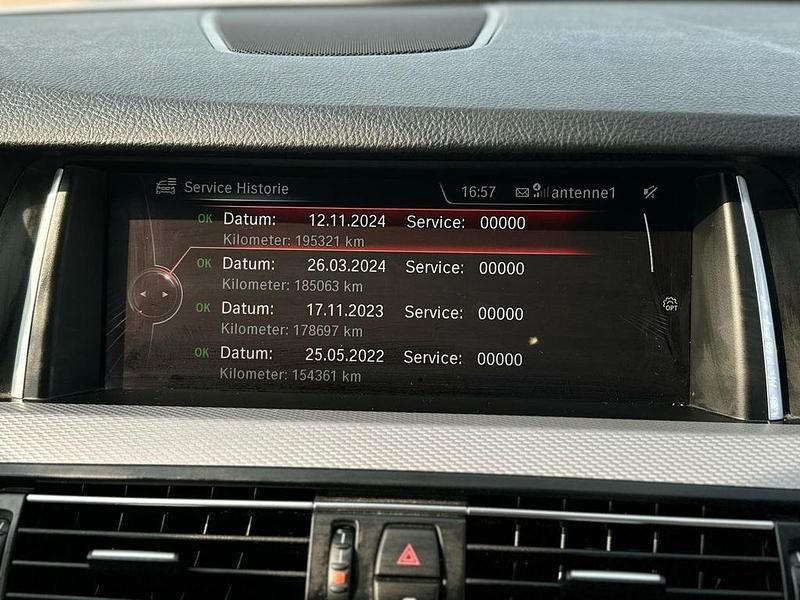 Service Historie 16:57 antenne1
OK Datum: 12.11.2024 Service: 00000
Kilometer: 195321 km
OK Datum: 26.03.2024 Service: 00000
Kilometer: 185063 km
OK Datum: 17.11.2023 Service: 00000
Kilometer: 178697 km
OPT
OK Datum: 25.05.2022 Service: 00000
Kilometer: 154361 km